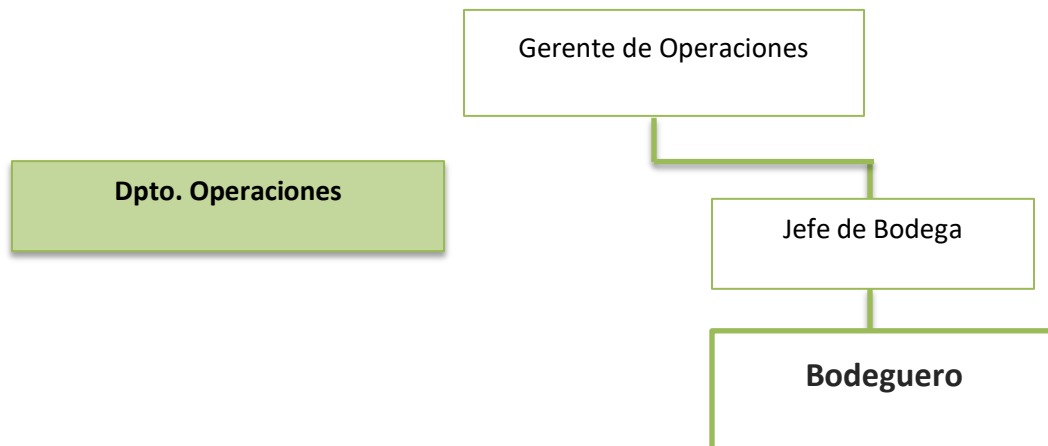 Gerente de Operaciones
Dpto. Operaciones
Jefe de Bodega
Bodeguero